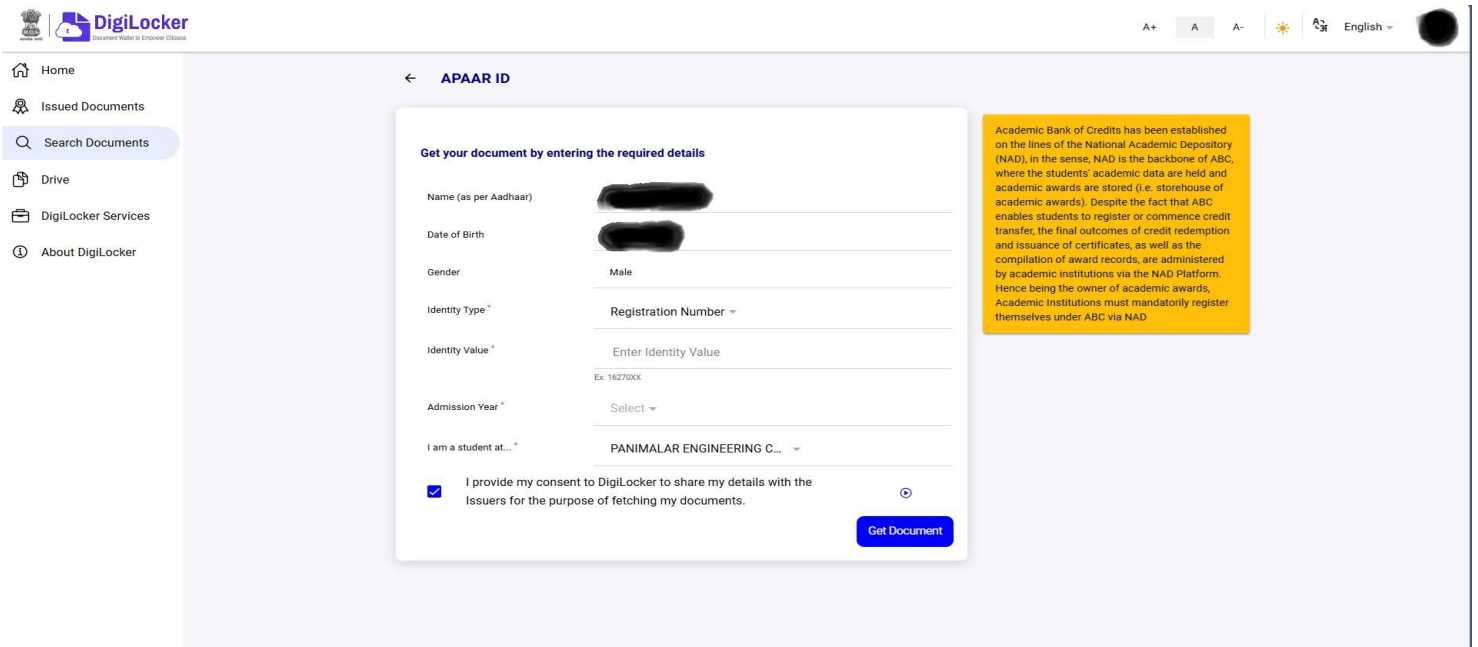 DigiLocker
Document Wallet to Empower Citizens
A+
A
A-
English
Home
Issued Documents
Search Documents
Drive
DigiLocker Services
About DigiLocker
APAAR ID
Get your document by entering the required details
Name (as per Aadhaar)
Date of Birth
Gender
Male
Identity Type *
Registration Number
Identity Value *
Enter Identity Value
Ex. 16270XX
Admission Year *
Select
I am a student at... *
PANIMALAR ENGINEERING C...
I provide my consent to DigiLocker to share my details with the
Issuers for the purpose of fetching my documents.
Get Document
Academic Bank of Credits has been established
on the lines of the National Academic Depository
(NAD), in the sense, NAD is the backbone of ABC,
where the students' academic data are held and
academic awards are stored (i.e. storehouse of
academic awards). Despite the fact that ABC
enables students to register or commence credit
transfer, the final outcomes of credit redemption
and issuance of certificates, as well as the
compilation of award records, are administered
by academic institutions via the NAD Platform.
Hence being the owner of academic awards,
Academic Institutions must mandatorily register
themselves under ABC via NAD